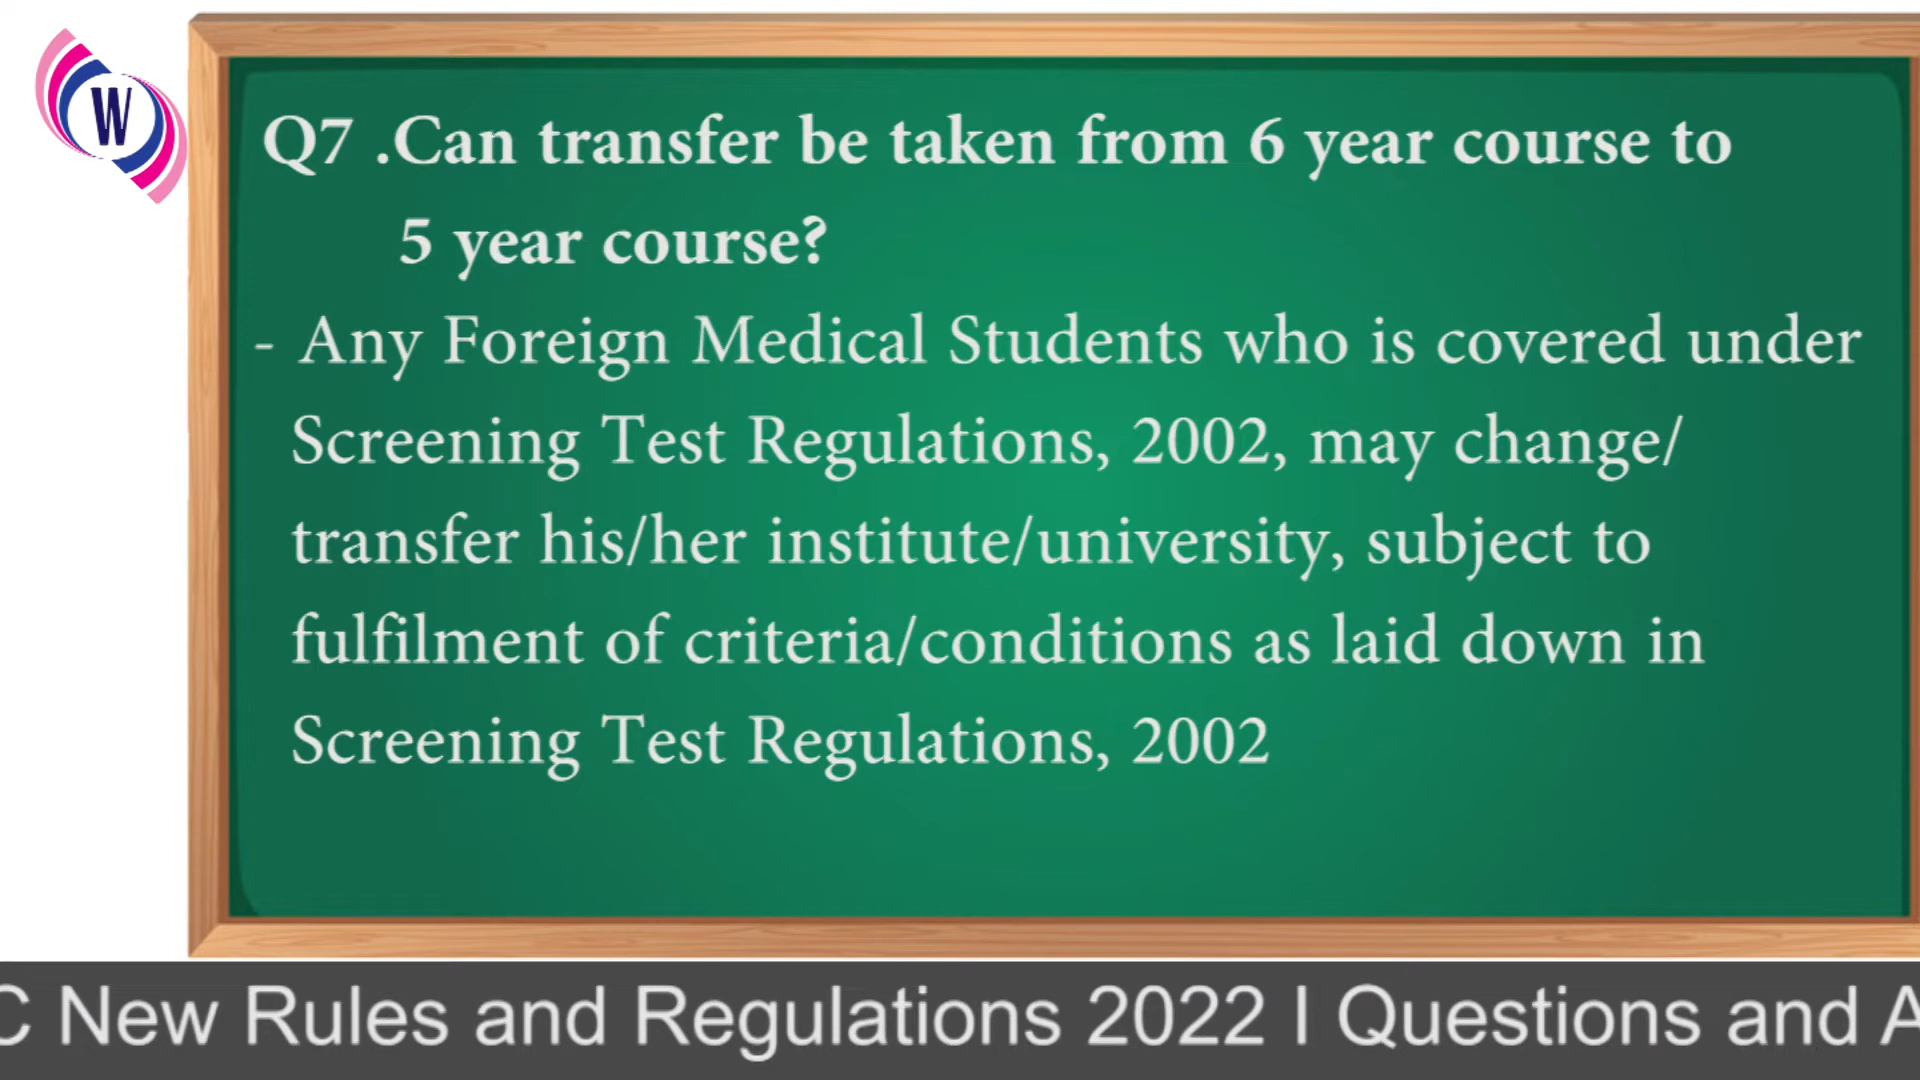 W
Q7 .Can transfer be taken from 6 year course to
5 year course?
- Any Foreign Medical Students who is covered under
Screening Test Regulations, 2002, may change/
transfer his/her institute/university, subject to
fulfilment of criteria/conditions as laid down in
Screening Test Regulations, 2002
C New Rules and Regulations 2022 I Questions and A